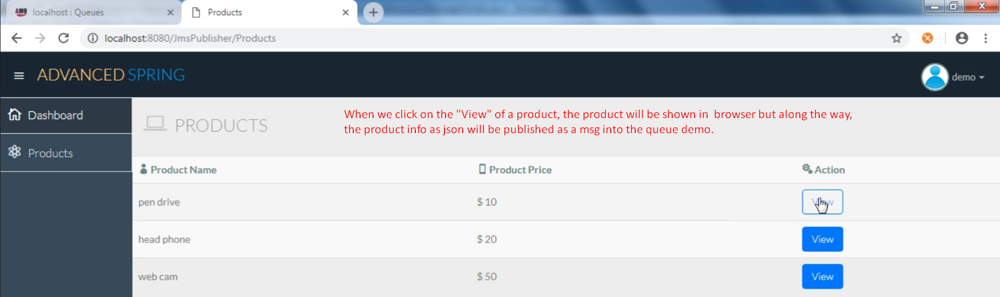 AMQ localhost : Queues
Products
localhost:8080/JmsPublisher/Products
ADVANCED SPRING
demo
Dashboard
Products
PRODUCTS
When we click on the "View" of a product, the product will be shown in browser but along the way,
the product info as json will be published as a msg into the queue demo.
Product Name Product Price Action
pen drive $ 10 View
head phone $ 20 View
web cam $ 50 View